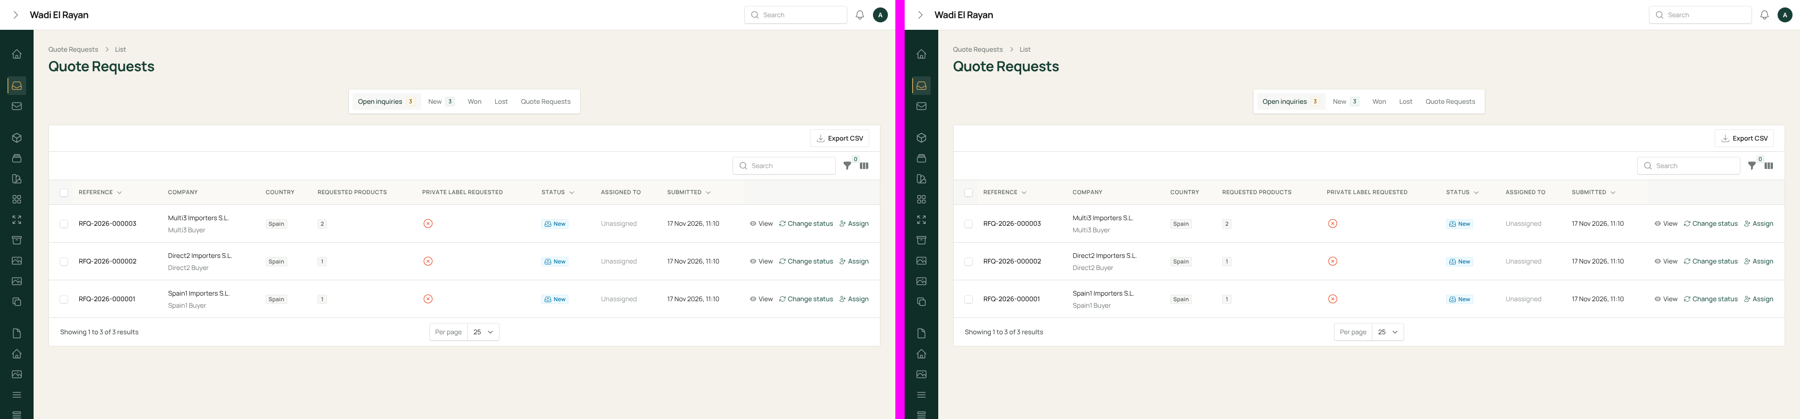 Wadi El Rayan
Search
A
Quote Requests > List
Quote Requests
Open inquiries 3 New 3 Won Lost Quote Requests
Export CSV
Search 0
REFERENCE COMPANY COUNTRY REQUESTED PRODUCTS PRIVATE LABEL REQUESTED STATUS ASSIGNED TO SUBMITTED
RFQ-2026-000003 Multi3 Importers S.L. Spain 2 New Unassigned 17 Nov 2026, 11:10 View Change status Assign
Multi3 Buyer
RFQ-2026-000002 Direct2 Importers S.L. Spain 1 New Unassigned 17 Nov 2026, 11:10 View Change status Assign
Direct2 Buyer
RFQ-2026-000001 Spain1 Importers S.L. Spain 1 New Unassigned 17 Nov 2026, 11:10 View Change status Assign
Spain1 Buyer
Showing 1 to 3 of 3 results Per page 25
Wadi El Rayan
Search
A
Quote Requests > List
Quote Requests
Open inquiries 3 New 3 Won Lost Quote Requests
Export CSV
Search 0
REFERENCE COMPANY COUNTRY REQUESTED PRODUCTS PRIVATE LABEL REQUESTED STATUS ASSIGNED TO SUBMITTED
RFQ-2026-000003 Multi3 Importers S.L. Spain 2 New Unassigned 17 Nov 2026, 11:10 View Change status Assign
Multi3 Buyer
RFQ-2026-000002 Direct2 Importers S.L. Spain 1 New Unassigned 17 Nov 2026, 11:10 View Change status Assign
Direct2 Buyer
RFQ-2026-000001 Spain1 Importers S.L. Spain 1 New Unassigned 17 Nov 2026, 11:10 View Change status Assign
Spain1 Buyer
Showing 1 to 3 of 3 results Per page 25